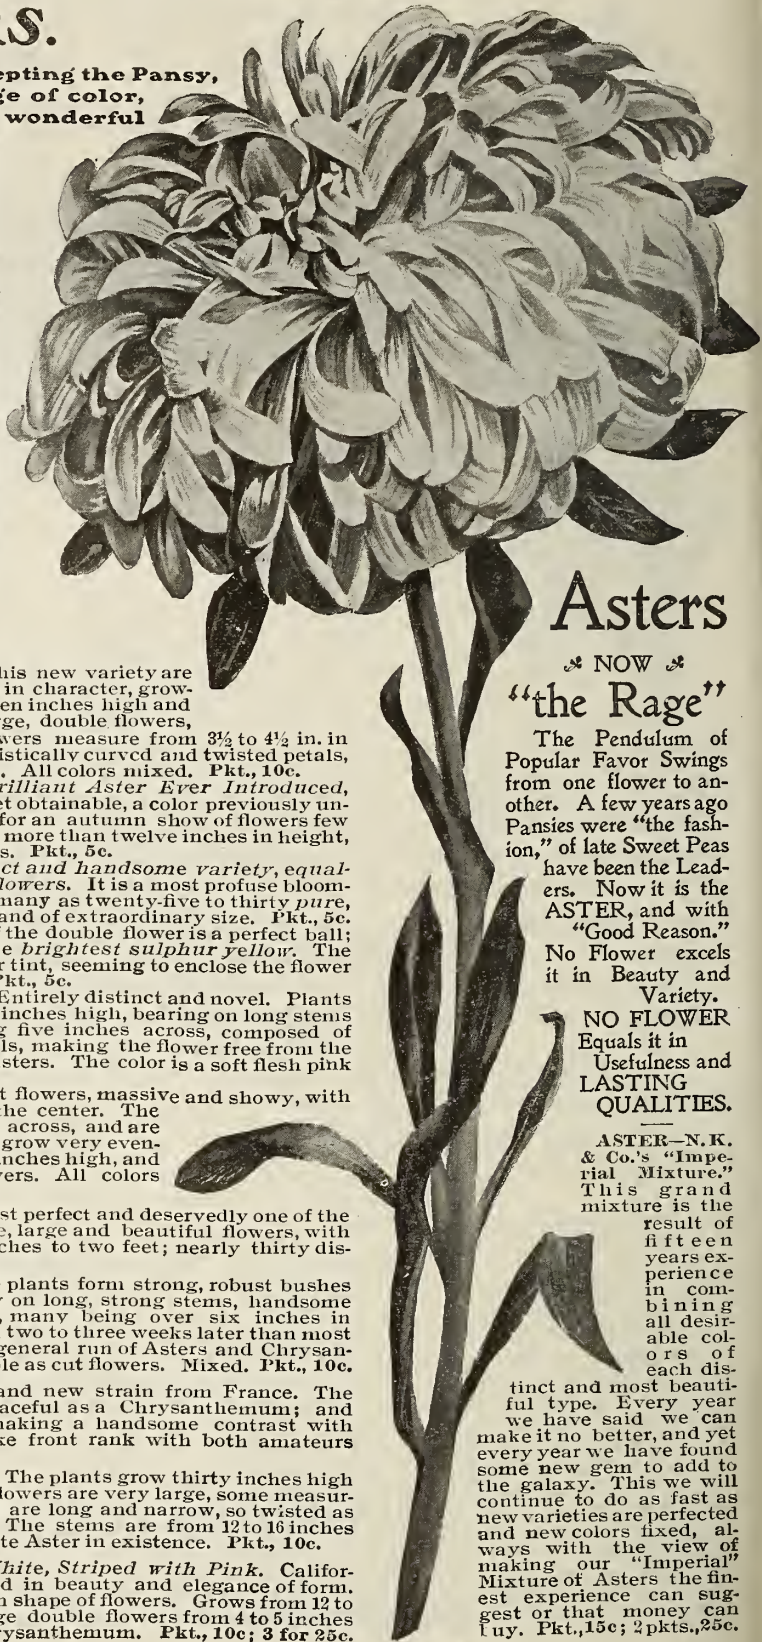 RS.
epting the Pansy,
ge of color,
wonderful
his new variety are
in character, grow-
en inches high and
rge, double flowers,
wers measure from 3½ to 4½ in. in
istically curved and twisted petals,
. All colors mixed. Pkt., 10c.
rilliant Aster Ever Introduced,
et obtainable, a color previously un-
for an autumn show of flowers few
more than twelve inches in height,
s. Pkt., 5c.
ct and handsome variety, equal-
lowers. It is a most profuse bloom-
many as twenty-five to thirty pure,
and of extraordinary size. Pkt., 5c.
f the double flower is a perfect ball;
e brightest sulphur yellow. The
r tint, seeming to enclose the flower
Pkt., 5c.
Entirely distinct and novel. Plants
inches high, bearing on long stems
g five inches across, composed of
ls, making the flower free from the
sters. The color is a soft flesh pink
t flowers, massive and showy, with
the center. The
across, and are
grow very even-
nches high, and
ers. All colors
st perfect and deservedly one of the
e, large and beautiful flowers, with
ches to two feet; nearly thirty dis-
plants form strong, robust bushes
y on long, strong stems, handsome
, many being over six inches in
two to three weeks later than most
general run of Asters and Chrysan-
le as cut flowers. Mixed. Pkt., 10c.
and new strain from France. The
aceful as a Chrysanthemum; and
making a handsome contrast with
ke front rank with both amateurs
The plants grow thirty inches high
lowers are very large, some measur-
are long and narrow, so twisted as
The stems are from 12 to 16 inches
te Aster in existence. Pkt., 10c.
White, Striped with Pink. Califor-
d in beauty and elegance of form.
n shape of flowers. Grows from 12 to
ge double flowers from 4 to 5 inches
rysanthemum. Pkt., 10c; 3 for 25c.
Asters
NOW
"the Rage"
The Pendulum of
Popular Favor Swings
from one flower to an-
other. A few years ago
Pansies were "the fash-
ion," of late Sweet Peas
have been the Lead-
ers. Now it is the
ASTER, and with
"Good Reason."
No Flower excels
it in Beauty and
Variety.
NO FLOWER
Equals it in
Usefulness and
LASTING
QUALITIES.
ASTER—N. K.
& Co.'s "Impe-
rial Mixture."
This grand
mixture is the
result of
fifteen
years ex-
perience
in com-
bining
all desir-
able col-
ors of
each dis-
tinct and most beauti-
ful type. Every year
we have said we can
make it no better, and yet
every year we have found
some new gem to add to
the galaxy. This we will
continue to do as fast as
new varieties are perfected
and new colors fixed, al-
ways with the view of
making our "Imperial"
Mixture of Asters the fin-
est experience can sug-
gest or that money can
buy. Pkt., 15c; 2 pkts., 25c.